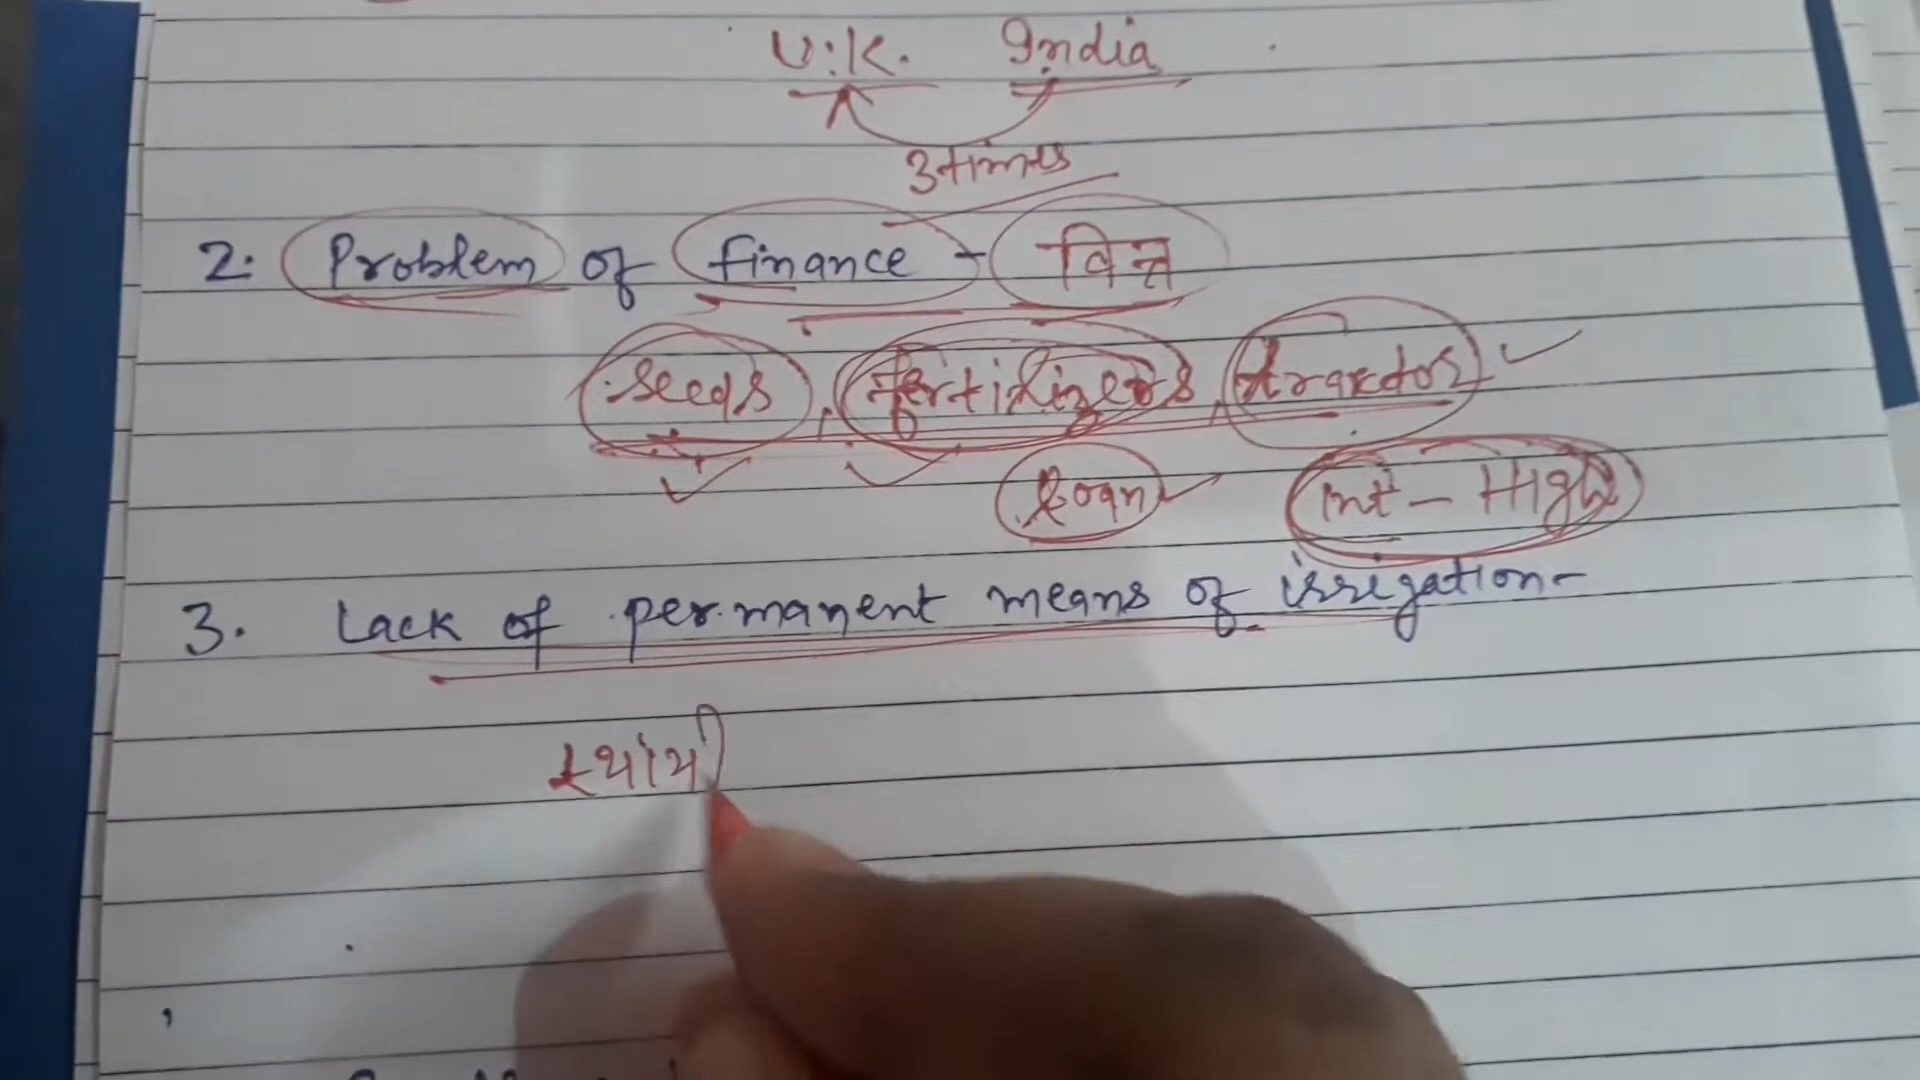 U.K. India
3 times
2. Problem of finance - वित्त
seeds, fertilizers, traktor
Loan Int - High
3. Lack of permanent means of irrigation-
स्थायी